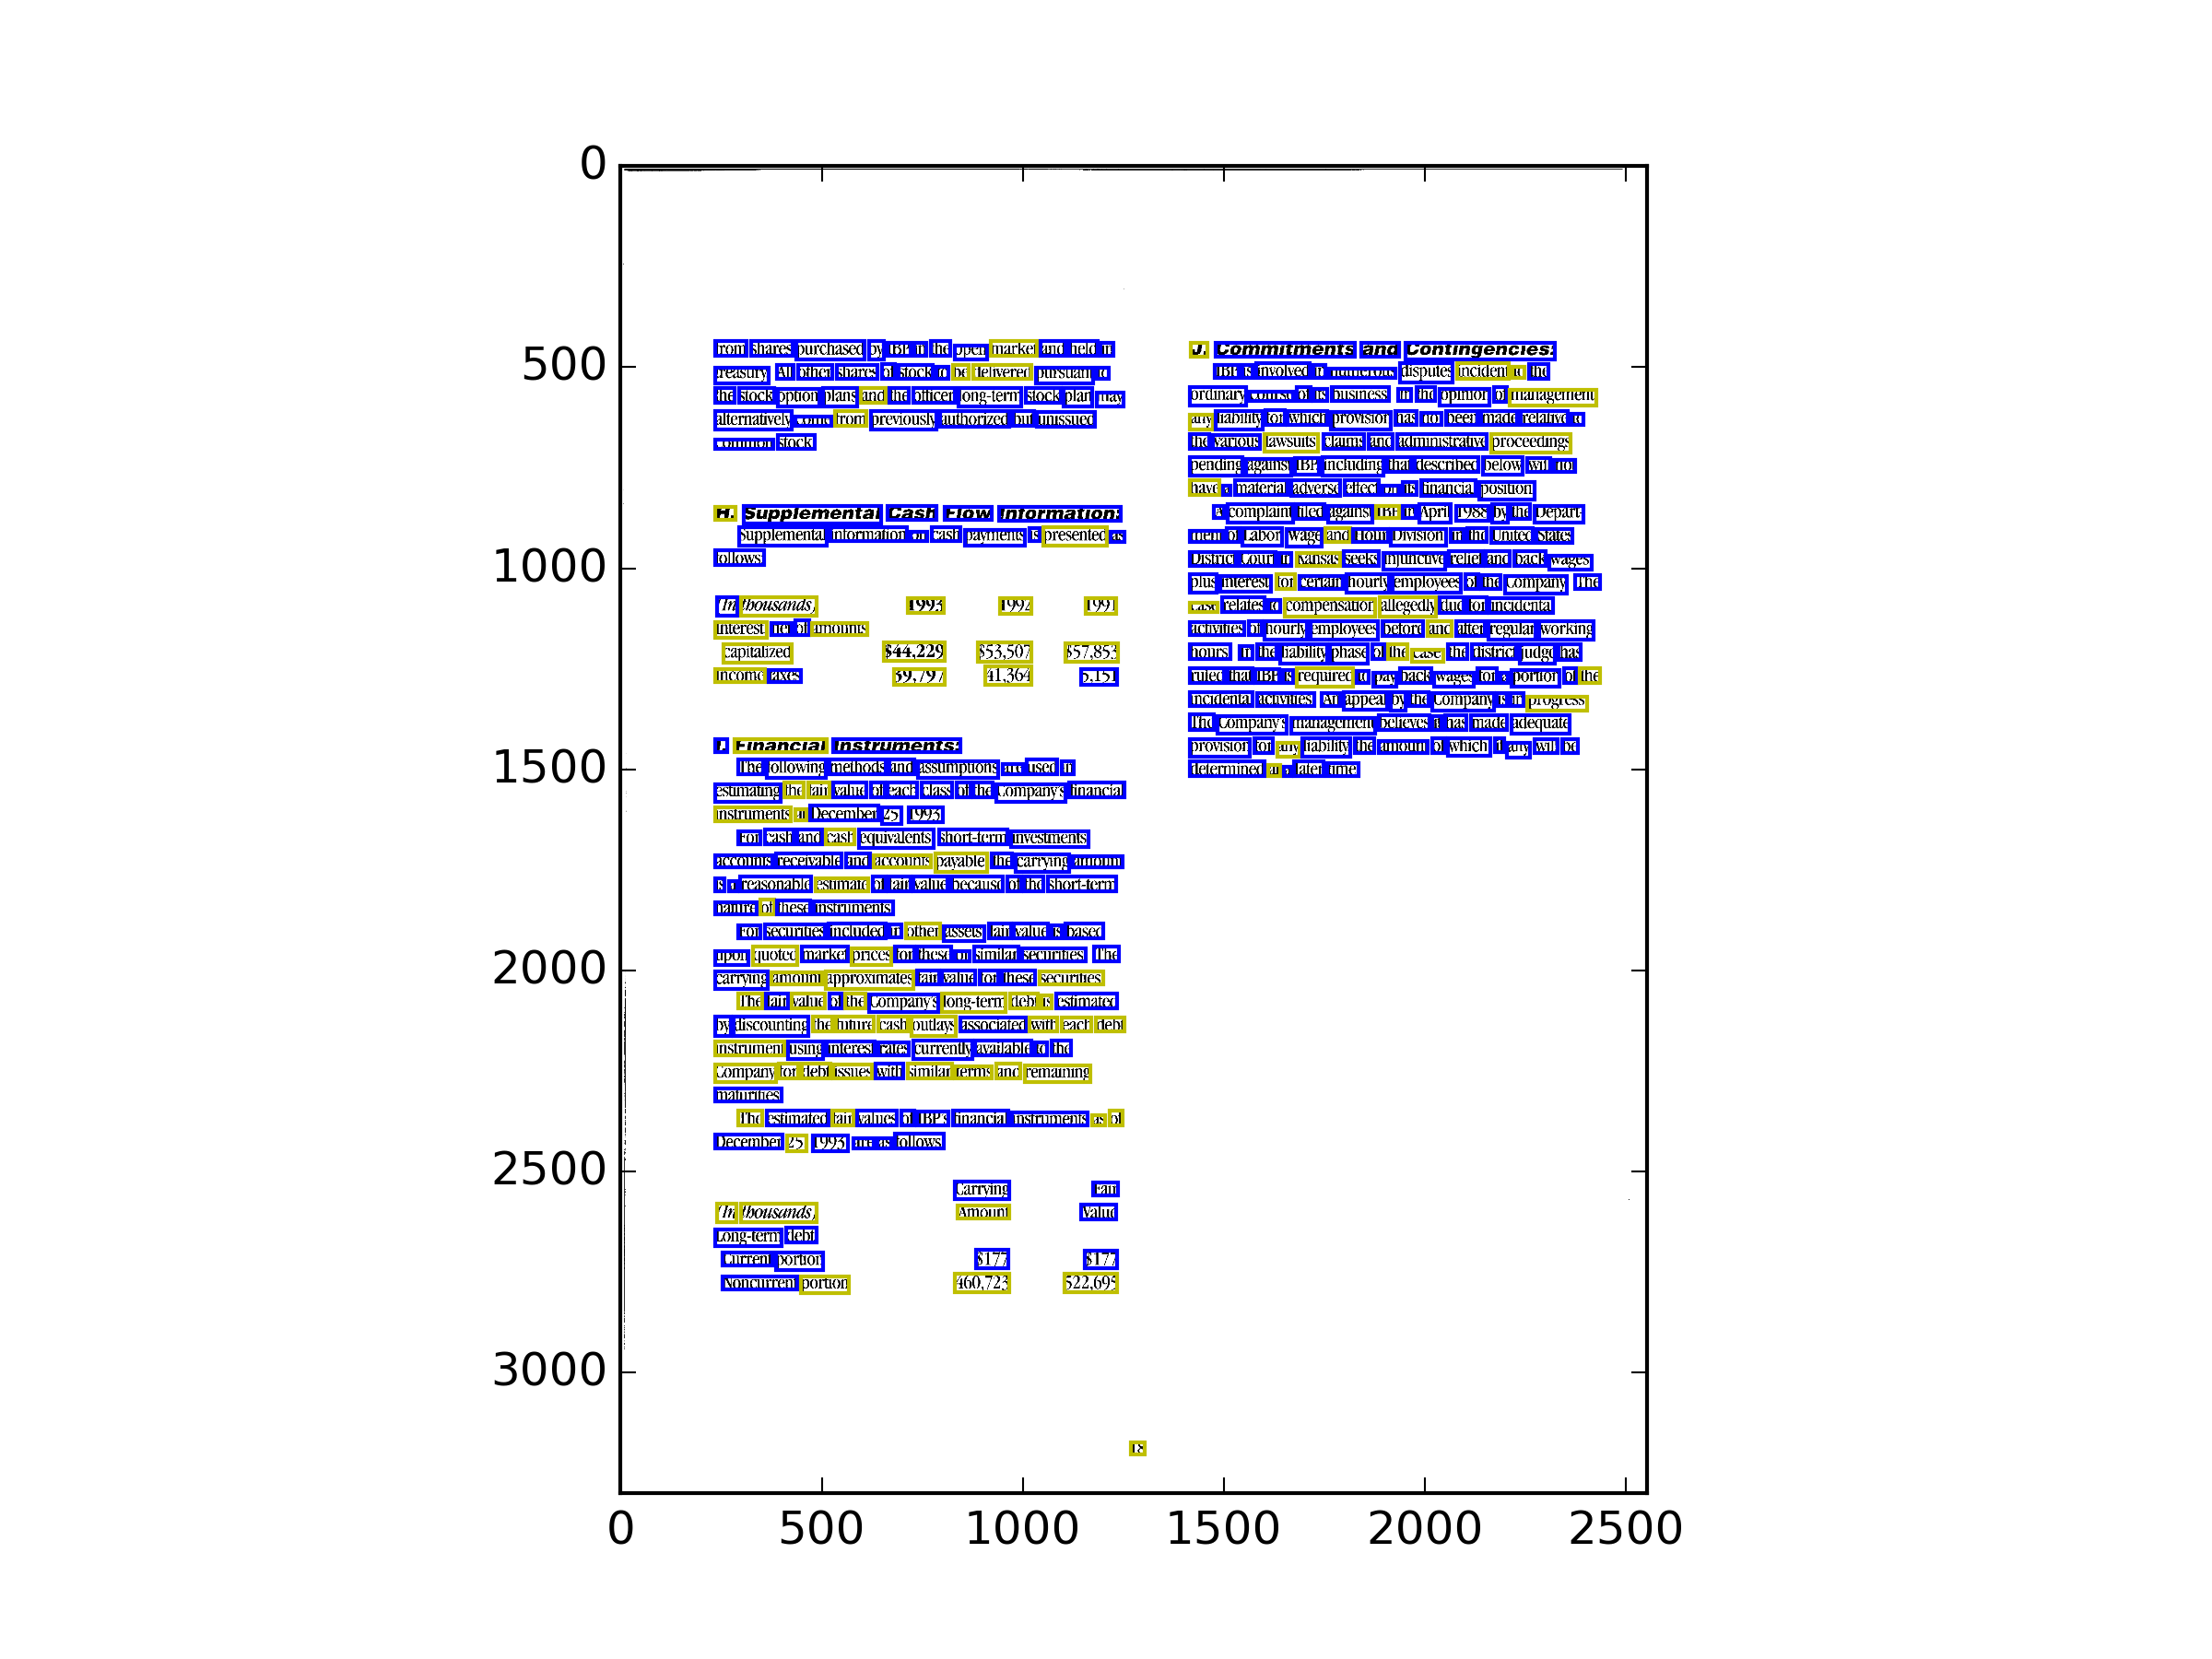 0
500
1000
1500
2000
2500
3000
from shares purchased by IBP in the open market and held in
treasury All other shares of stock to be delivered pursuant to
the stock option plans and the officer long-term stock plan may
alternatively come from previously authorized but unissued
common stock
H. Supplemental Cash Flow Information:
Supplemental information on cash payments is presented as
follows
(In thousands) 1993 1992 1991
Interest net of amounts
capitalized $44,229 $53,507 $57,853
Income taxes 39,797 41,364 5,151
I. Financial Instruments:
The following methods and assumptions are used in
estimating the fair value of each class of the Company's financial
instruments at December 25 1993
For cash and cash equivalents short-term investments
accounts receivable and accounts payable the carrying amount
is a reasonable estimate of fair value because of the short-term
nature of these instruments
For securities included in other assets fair value is based
upon quoted market prices for these or similar securities The
carrying amount approximates fair value for these securities
The fair value of the Company's long-term debt is estimated
by discounting the future cash outlays associated with each debt
instrument using interest rates currently available to the
Company for debt issues with similar terms and remaining
maturities
The estimated fair values of IBP's financial instruments as of
December 25 1993 are as follows
Carrying Fair
(In thousands) Amount Value
Long-term debt
Current portion $177 $177
Noncurrent portion 460,723 522,695
J. Commitments and Contingencies:
IBP is involved in numerous disputes incident to the
ordinary course of its business In the opinion of management
any liability for which provision has not been made relative to
the various lawsuits claims and administrative proceedings
pending against IBP including that described below will not
have a material adverse effect on its financial position
A complaint filed against IBP in April 1988 by the Depart
ment of Labor Wage and Hour Division in the United States
District Court in Kansas seeks injunctive relief and back wages
plus interest for certain hourly employees of the Company The
case relates to compensation allegedly due for incidental
activities of hourly employees before and after regular working
hours In the liability phase of the case the district judge has
ruled that IBP is required to pay back wages for a portion of the
incidental activities An appeal by the Company is in progress
The Company's management believes it has made adequate
provision for any liability the amount of which if any will be
determined at a later time
18
0 500 1000 1500 2000 2500